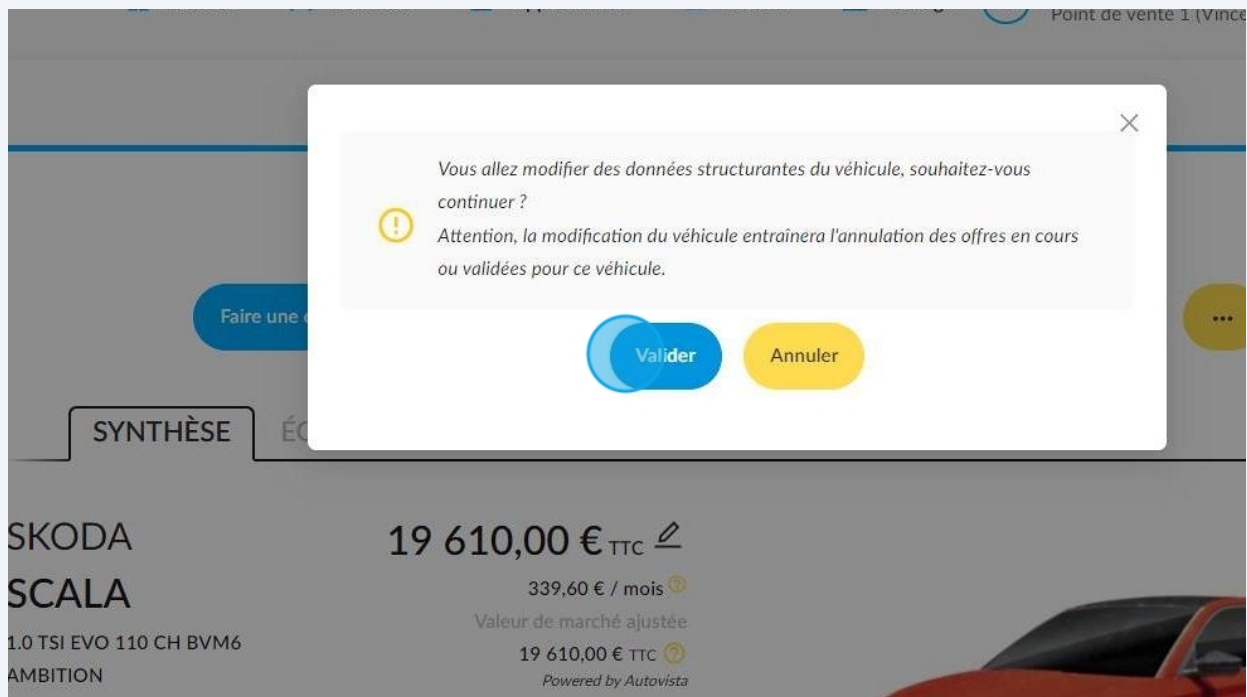 Point de vente 1 (Vince
Vous allez modifier des données structurantes du véhicule, souhaitez-vous
continuer ?
Attention, la modification du véhicule entraînera l'annulation des offres en cours
ou validées pour ce véhicule.
Faire une
Valider
Annuler
SYNTHÈSE
SKODA
19 610,00 € TTC
SCALA
339,60 € / mois
Valeur de marché ajustée
1.0 TSI EVO 110 CH BVM6
19 610,00 € TTC
AMBITION
Powered by Autovista